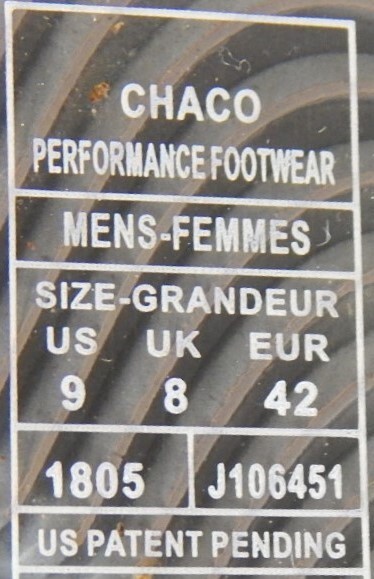 CHACO
PERFORMANCE FOOTWEAR
MENS-FEMMES
SIZE-GRANDEUR
US UK EUR
9 8 42
1805 J106451
US PATENT PENDING